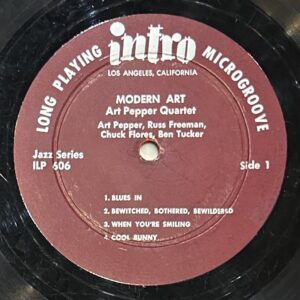 LONG PLAYING intro MICROGROOVE
LOS ANGELES, CALIFORNIA
MODERN ART
Art Pepper Quartet
Art Pepper, Russ Freeman,
Chuck Flores, Ben Tucker
Jazz Series
ILP 606
Side 1
1. BLUES IN
2. BEWITCHED, BOTHERED, BEWILDERED
3. WHEN YOU'RE SMILING
4. COOL BUNNY